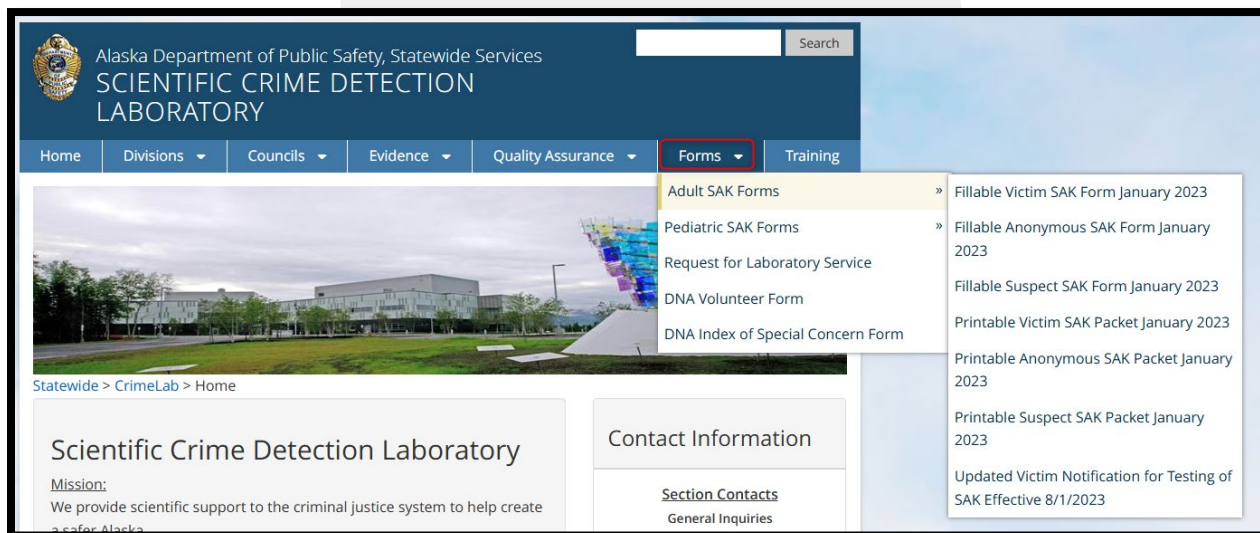 Alaska Department of Public Safety, Statewide Services
SCIENTIFIC CRIME DETECTION
LABORATORY
Search
Home
Divisions
Councils
Evidence
Quality Assurance
Forms
Training
Adult SAK Forms »
Pediatric SAK Forms »
Request for Laboratory Service
DNA Volunteer Form
DNA Index of Special Concern Form
Fillable Victim SAK Form January 2023
Fillable Anonymous SAK Form January
2023
Fillable Suspect SAK Form January 2023
Printable Victim SAK Packet January 2023
Printable Anonymous SAK Packet January
2023
Printable Suspect SAK Packet January
2023
Updated Victim Notification for Testing of
SAK Effective 8/1/2023
Statewide > CrimeLab > Home
Scientific Crime Detection Laboratory
Mission:
We provide scientific support to the criminal justice system to help create
a safer Alaska
Contact Information
Section Contacts
General Inquiries